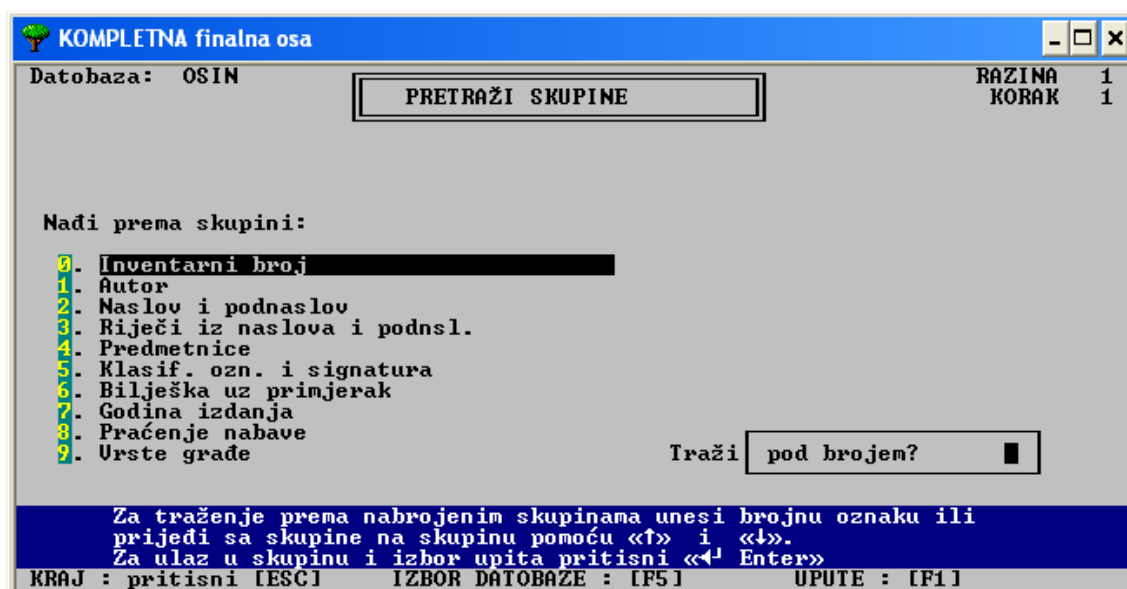 KOMPLETNA finalna osa
Datobaza: OSIN RAZINA 1
PRETRAŽI SKUPINE KORAK 1
Nađi prema skupini:
0. Inventarni broj
1. Autor
2. Naslov i podnaslov
3. Riječi iz naslova i podnsl.
4. Predmetnice
5. Klasif. ozn. i signatura
6. Bilješka uz primjerak
7. Godina izdanja
8. Praćenje nabave
9. Vrste građe
Traži pod brojem?
Za traženje prema nabrojenim skupinama unesi brojnu oznaku ili
prijeđi sa skupine na skupinu pomoću «↑» i «↓».
Za ulaz u skupinu i izbor upita pritisni «↵ Enter»
KRAJ : pritisni [ESC] IZBOR DATOBAZE : [F5] UPUTE : [F1]